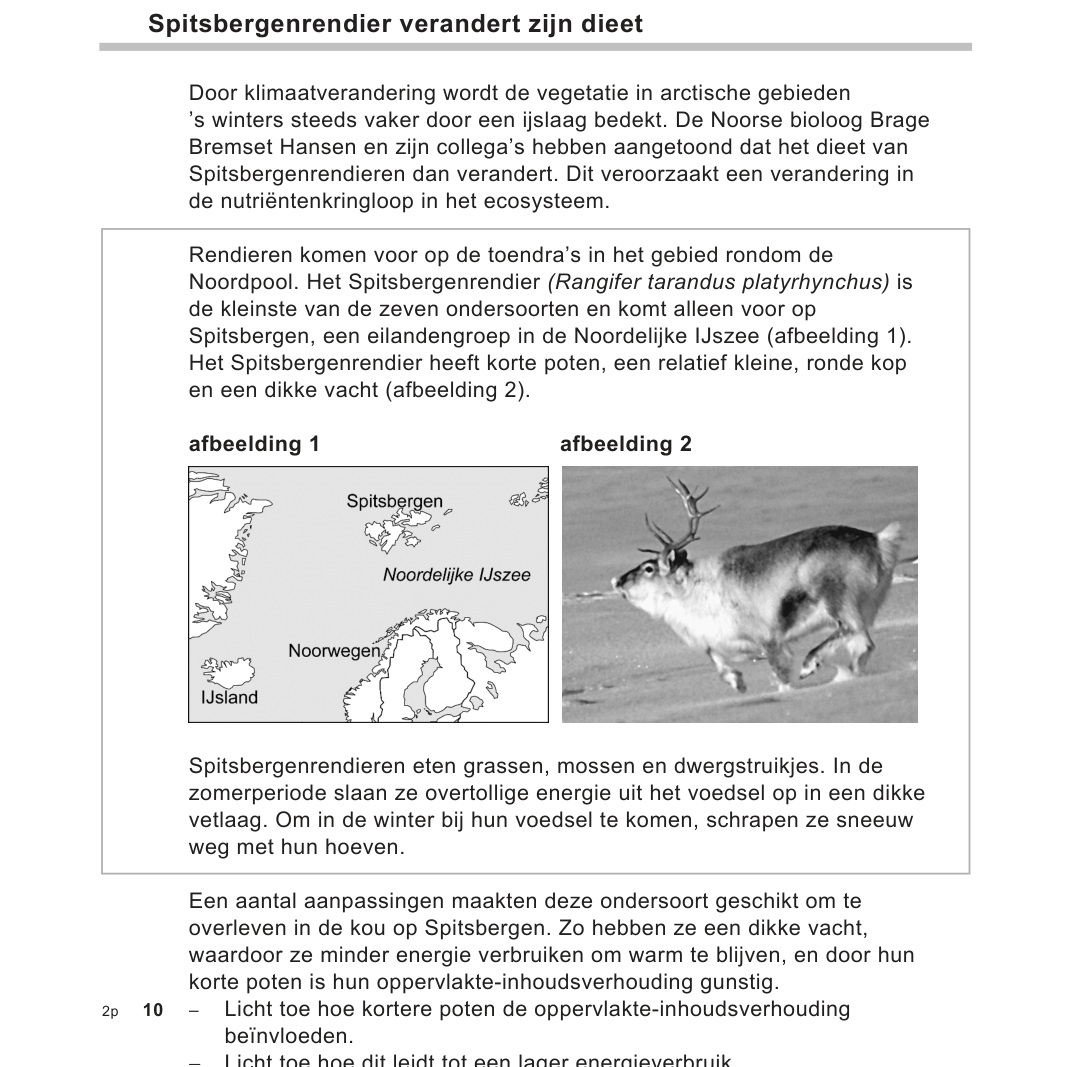 Spitsbergenrendier verandert zijn dieet
Door klimaatverandering wordt de vegetatie in arctische gebieden
’s winters steeds vaker door een ijslaag bedekt. De Noorse bioloog Brage
Bremset Hansen en zijn collega’s hebben aangetoond dat het dieet van
Spitsbergenrendieren dan verandert. Dit veroorzaakt een verandering in
de nutriëntenkringloop in het ecosysteem.
Rendieren komen voor op de toendra’s in het gebied rondom de
Noordpool. Het Spitsbergenrendier (Rangifer tarandus platyrhynchus) is
de kleinste van de zeven ondersoorten en komt alleen voor op
Spitsbergen, een eilandengroep in de Noordelijke IJszee (afbeelding 1).
Het Spitsbergenrendier heeft korte poten, een relatief kleine, ronde kop
en een dikke vacht (afbeelding 2).
afbeelding 1
Spitsbergen
Noordelijke IJszee
Noorwegen
IJsland
afbeelding 2
Spitsbergenrendieren eten grassen, mossen en dwergstruikjes. In de
zomerperiode slaan ze overtollige energie uit het voedsel op in een dikke
vetlaag. Om in de winter bij hun voedsel te komen, schrapen ze sneeuw
weg met hun hoeven.
Een aantal aanpassingen maakten deze ondersoort geschikt om te
overleven in de kou op Spitsbergen. Zo hebben ze een dikke vacht,
waardoor ze minder energie verbruiken om warm te blijven, en door hun
korte poten is hun oppervlakte-inhoudsverhouding gunstig.
2p 10 – Licht toe hoe kortere poten de oppervlakte-inhoudsverhouding
beïnvloeden.
– Licht toe hoe dit leidt tot een lager energieverbruik.